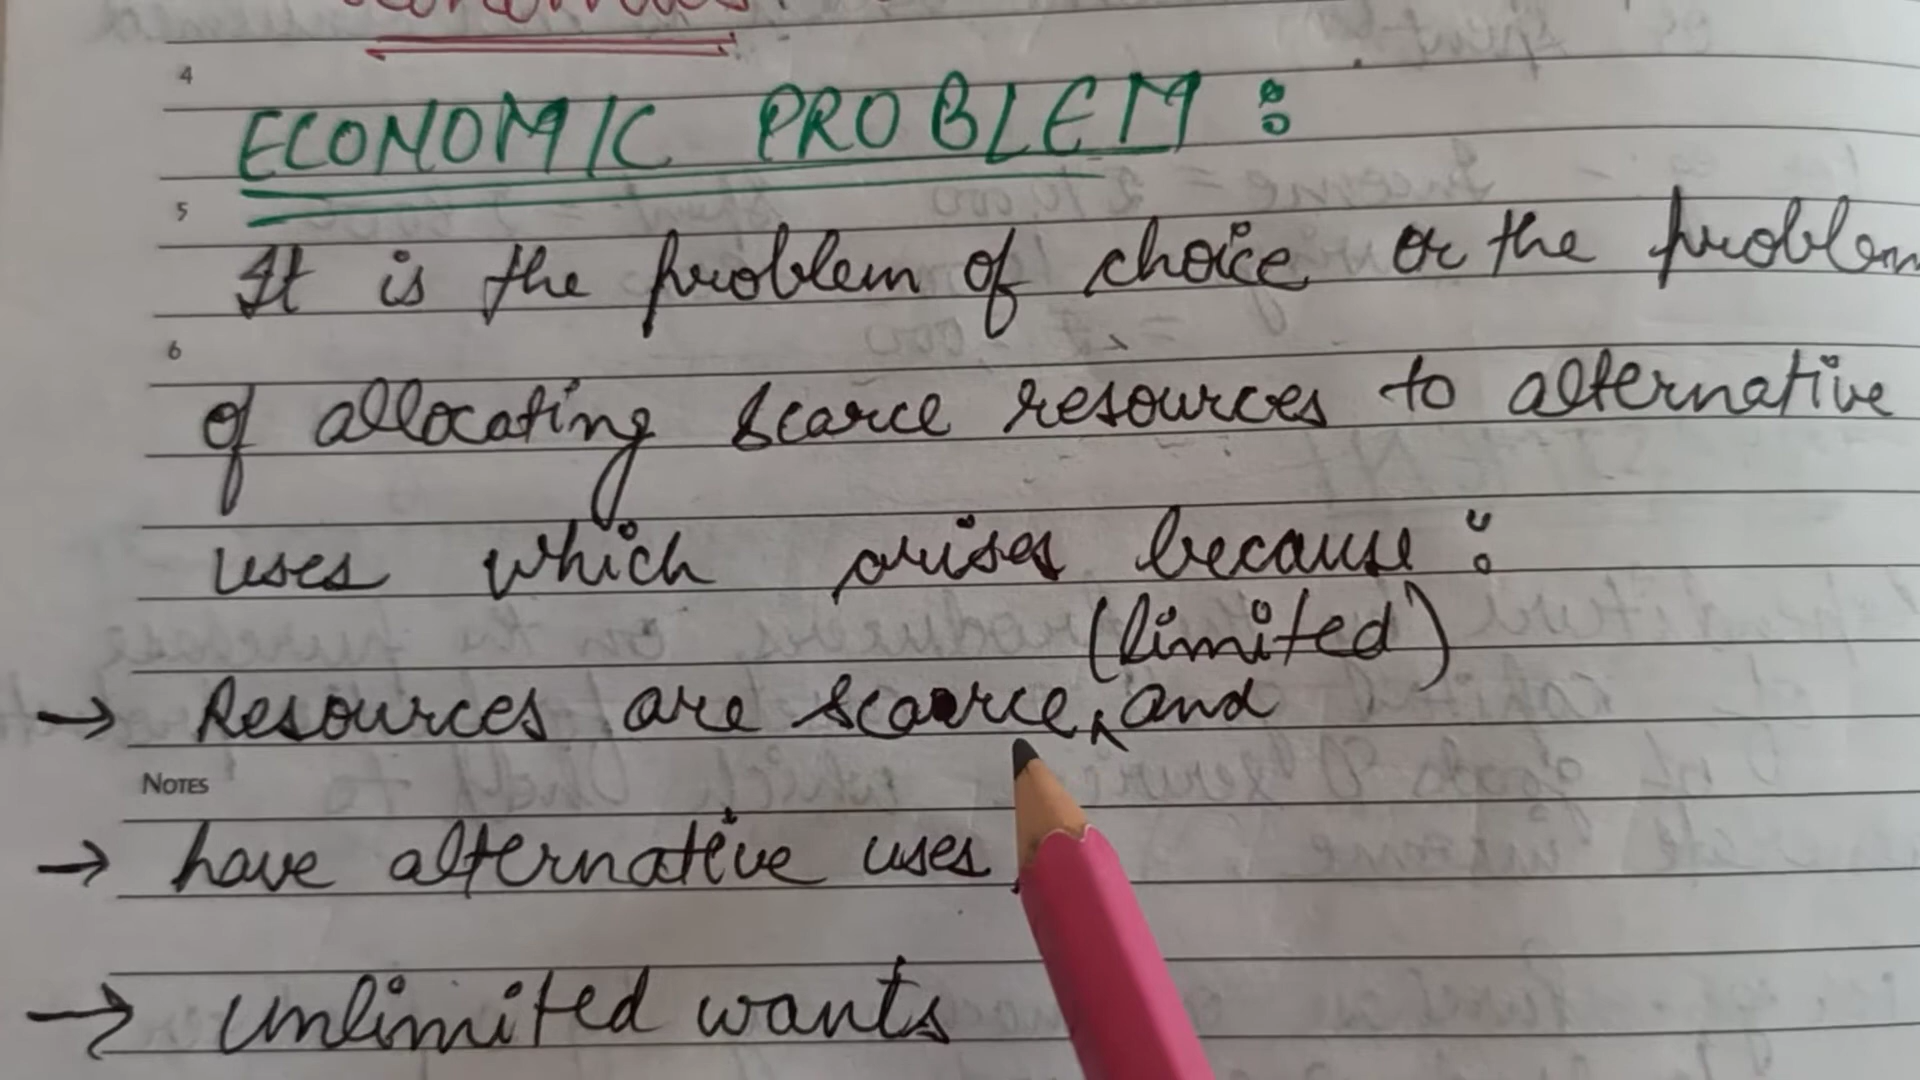 4
ECONOMIC PROBLEM :
5
It is the problem of choice or the problem
6
of allocating scarce resources to alternative
uses which arises because :
(limited)
→ Resources are scarce ‸ and
NOTES
→ have alternative uses
→ unlimited wants